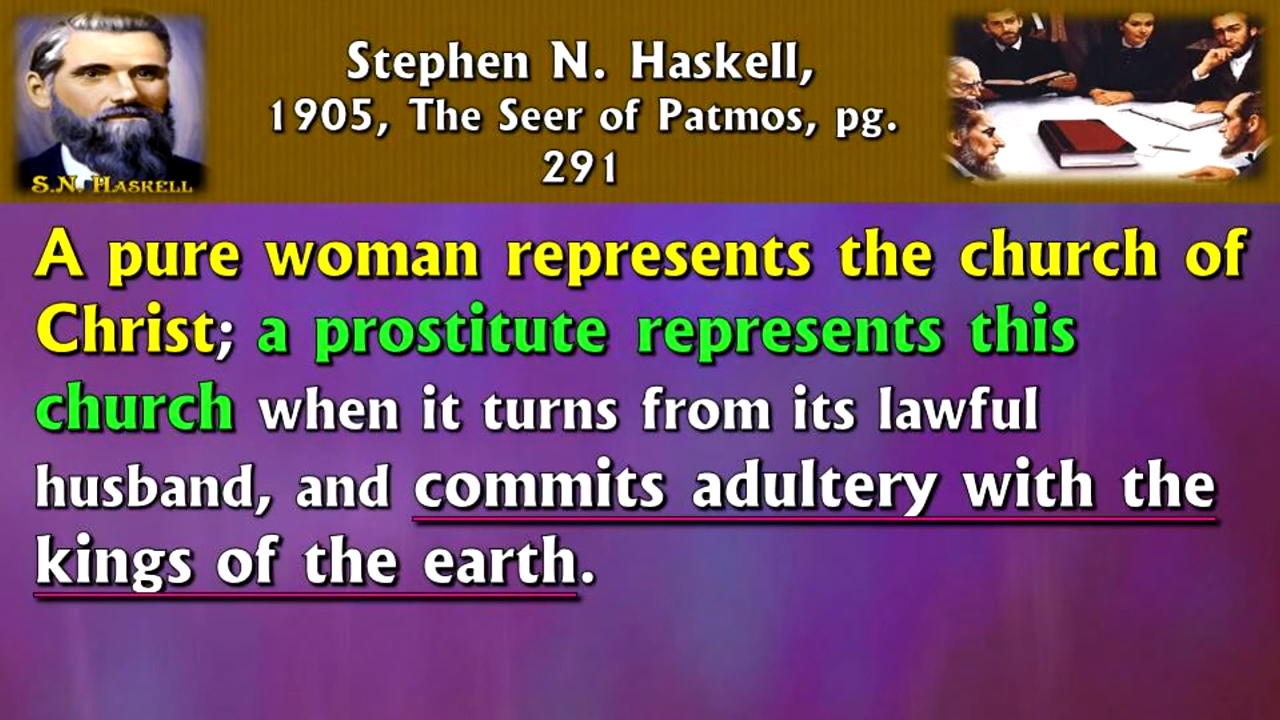 Stephen N. Haskell,
1905, The Seer of Patmos, pg.
291
S.N. HASKELL
A pure woman represents the church of
Christ; a prostitute represents this
church when it turns from its lawful
husband, and commits adultery with the
kings of the earth.